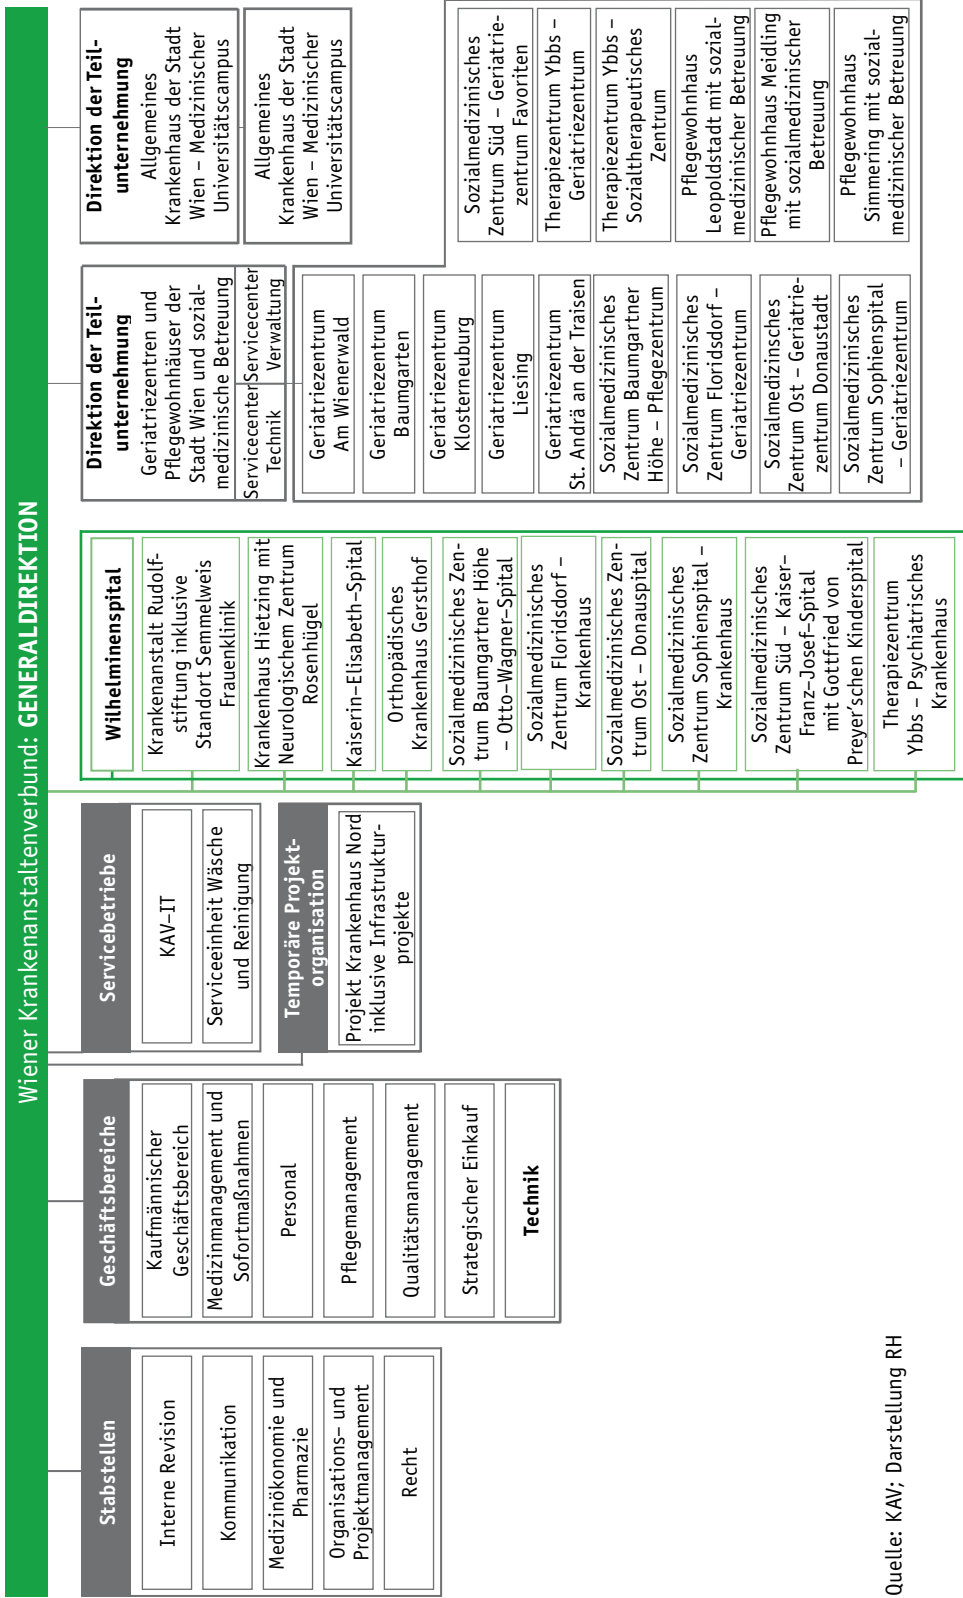 Wiener Krankenanstaltenverbund: GENERALDIREKTION
Stabstellen
Interne Revision
Kommunikation
Medizinökonomie und
Pharmazie
Organisations– und
Projektmanagement
Recht
Geschäftsbereiche
Kaufmännischer
Geschäftsbereich
Medizinmanagement und
Sofortmaßnahmen
Personal
Pflegemanagement
Qualitätsmanagement
Strategischer Einkauf
Technik
Servicebetriebe
KAV–IT
Serviceeinheit Wäsche
und Reinigung
Temporäre Projekt-
organisation
Projekt Krankenhaus Nord
inklusive Infrastruktur-
projekte
Wilhelminenspital
Krankenanstalt Rudolf-
stiftung inklusive
Standort Semmelweis
Frauenklinik
Krankenhaus Hietzing mit
Neurologischem Zentrum
Rosenhügel
Kaiserin–Elisabeth–Spital
Orthopädisches
Krankenhaus Gersthof
Sozialmedizinisches Zen-
trum Baumgartner Höhe
– Otto–Wagner–Spital
Sozialmedizinisches
Zentrum Floridsdorf –
Krankenhaus
Sozialmedizinisches Zen-
trum Ost – Donauspital
Sozialmedizinisches
Zentrum Sophienspital –
Krankenhaus
Sozialmedizinisches
Zentrum Süd – Kaiser–
Franz–Josef–Spital
mit Gottfried von
Preyer'schen Kinderspital
Therapiezentrum
Ybbs – Psychiatrisches
Krankenhaus
Direktion der Teil-
unternehmung
Geriatriezentren und
Pflegewohnhäuser der
Stadt Wien und sozial-
medizinische Betreuung
Servicecenter
Technik
Servicecenter
Verwaltung
Geriatriezentrum
Am Wienerwald
Geriatriezentrum
Baumgarten
Geriatriezentrum
Klosterneuburg
Geriatriezentrum
Liesing
Geriatriezentrum
St. Andrä an der Traisen
Sozialmedizinisches
Zentrum Baumgartner
Höhe – Pflegezentrum
Sozialmedizinisches
Zentrum Floridsdorf –
Geriatriezentrum
Sozialmedizinsches
Zentrum Ost – Geriatrie-
zentrum Donaustadt
Sozialmedizinisches
Zentrum Sophienspital
– Geriatriezentrum
Sozialmedizinisches
Zentrum Süd – Geriatrie-
zentrum Favoriten
Therapiezentrum Ybbs –
Geriatriezentrum
Therapiezentrum Ybbs –
Sozialtherapeutisches
Zentrum
Pflegewohnhaus
Leopoldstadt mit sozial-
medizinischer Betreuung
Pflegewohnhaus Meidling
mit sozialmedizinischer
Betreuung
Pflegewohnhaus
Simmering mit sozial-
medizinischer Betreuung
Direktion der Teil-
unternehmung
Allgemeines
Krankenhaus der Stadt
Wien – Medizinischer
Universitätscampus
Allgemeines
Krankenhaus der Stadt
Wien – Medizinischer
Universitätscampus
Quelle: KAV; Darstellung RH